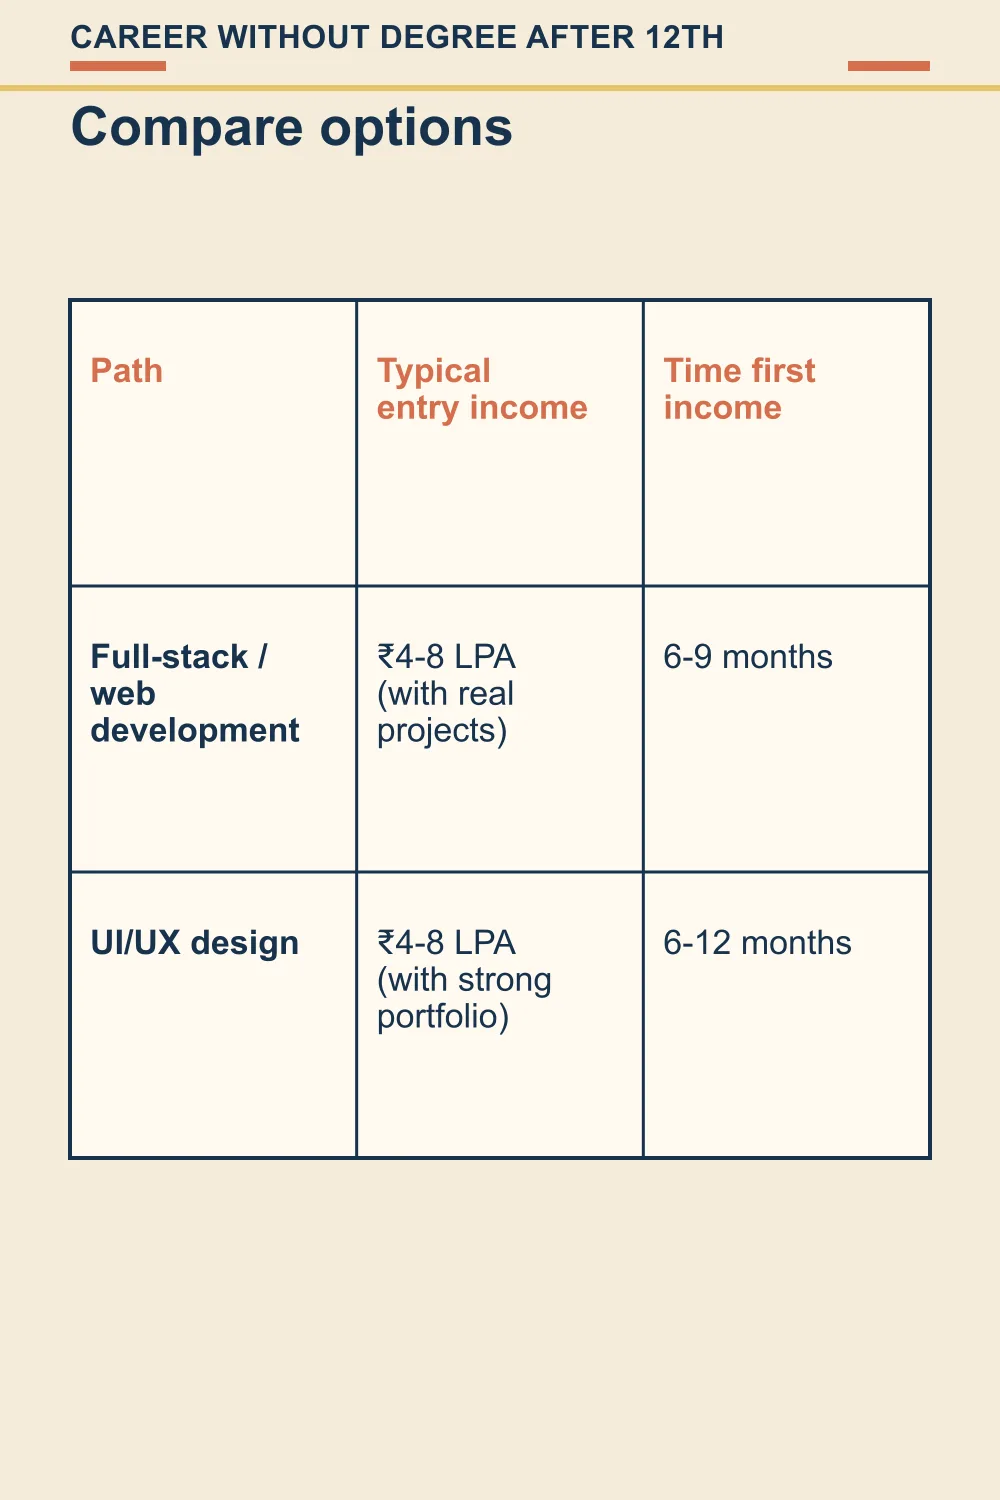 CAREER WITHOUT DEGREE AFTER 12TH
Compare options
Path
Typical
entry income
Time first
income
Full-stack /
web
development
₹4-8 LPA
(with real
projects)
6-9 months
UI/UX design
₹4-8 LPA
(with strong
portfolio)
6-12 months